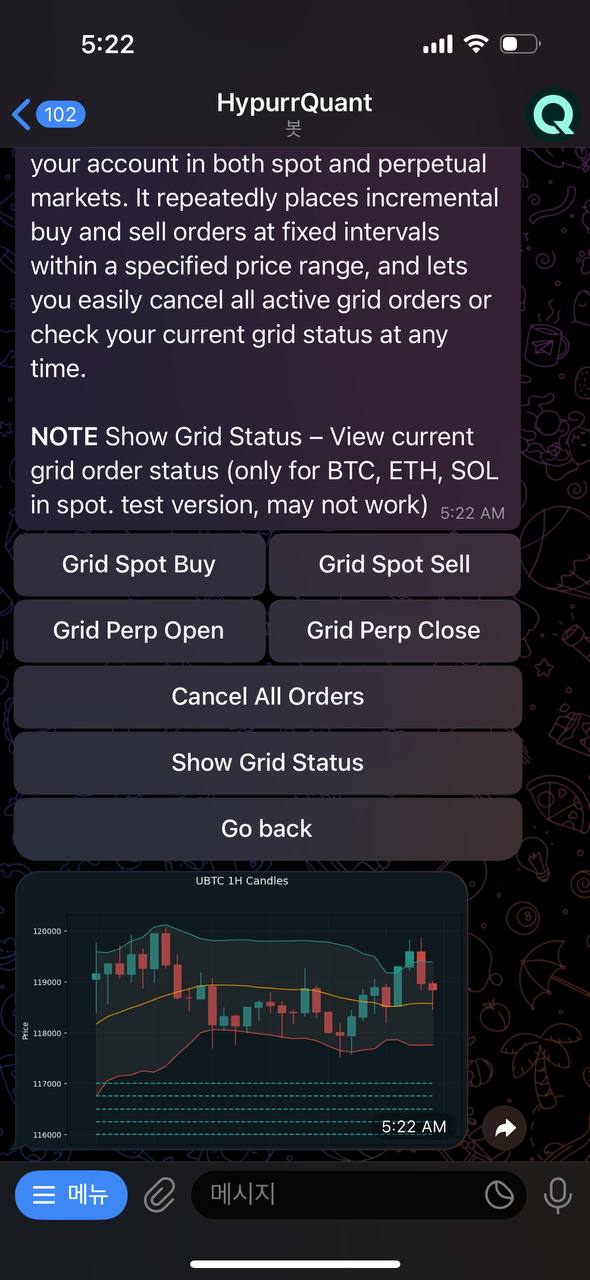 5:22
102
HypurrQuant
봇
your account in both spot and perpetual
markets. It repeatedly places incremental
buy and sell orders at fixed intervals
within a specified price range, and lets
you easily cancel all active grid orders or
check your current grid status at any
time.
NOTE Show Grid Status – View current
grid order status (only for BTC, ETH, SOL
in spot. test version, may not work)
5:22 AM
Grid Spot Buy
Grid Spot Sell
Grid Perp Open
Grid Perp Close
Cancel All Orders
Show Grid Status
Go back
UBTC 1H Candles
Price
120000
119000
118000
117000
116000
5:22 AM
메뉴
메시지